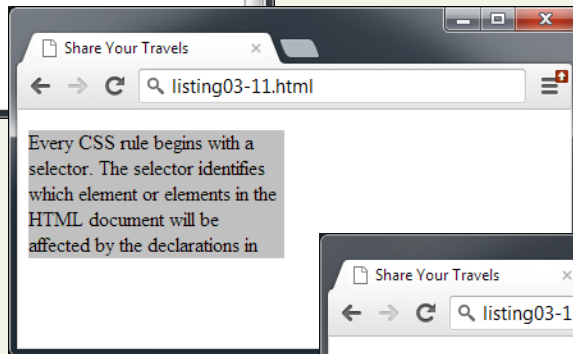 Share Your Travels
listing03-11.html
Every CSS rule begins with a
selector. The selector identifies
which element or elements in the
HTML document will be
affected by the declarations in
Share Your Travels
listing03-1